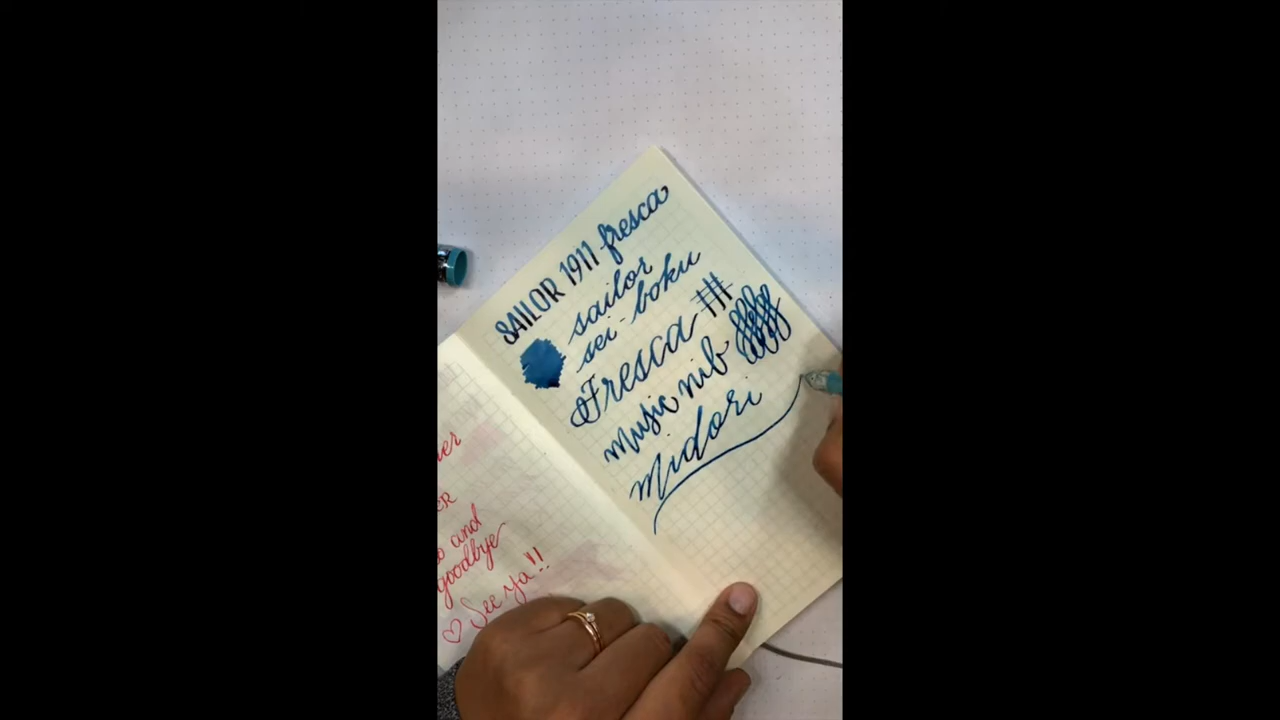 SAILOR 1911 fresca
sailor
sei-boku
Fresca
music nib
Midori
and
goodbye
♡ See ya!!